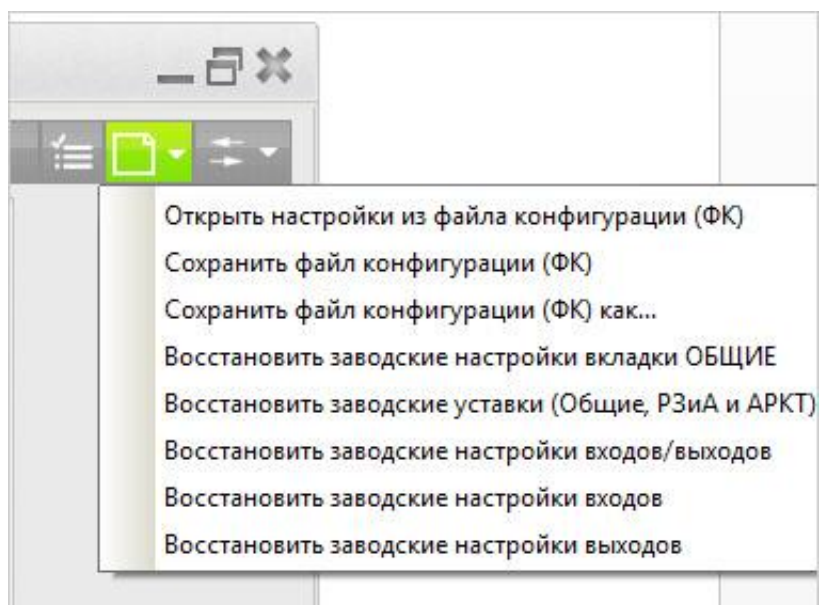 Открыть настройки из файла конфигурации (ФК)
Сохранить файл конфигурации (ФК)
Сохранить файл конфигурации (ФК) как...
Восстановить заводские настройки вкладки ОБЩИЕ
Восстановить заводские уставки (Общие, РЗиА и АРКТ)
Восстановить заводские настройки входов/выходов
Восстановить заводские настройки входов
Восстановить заводские настройки выходов